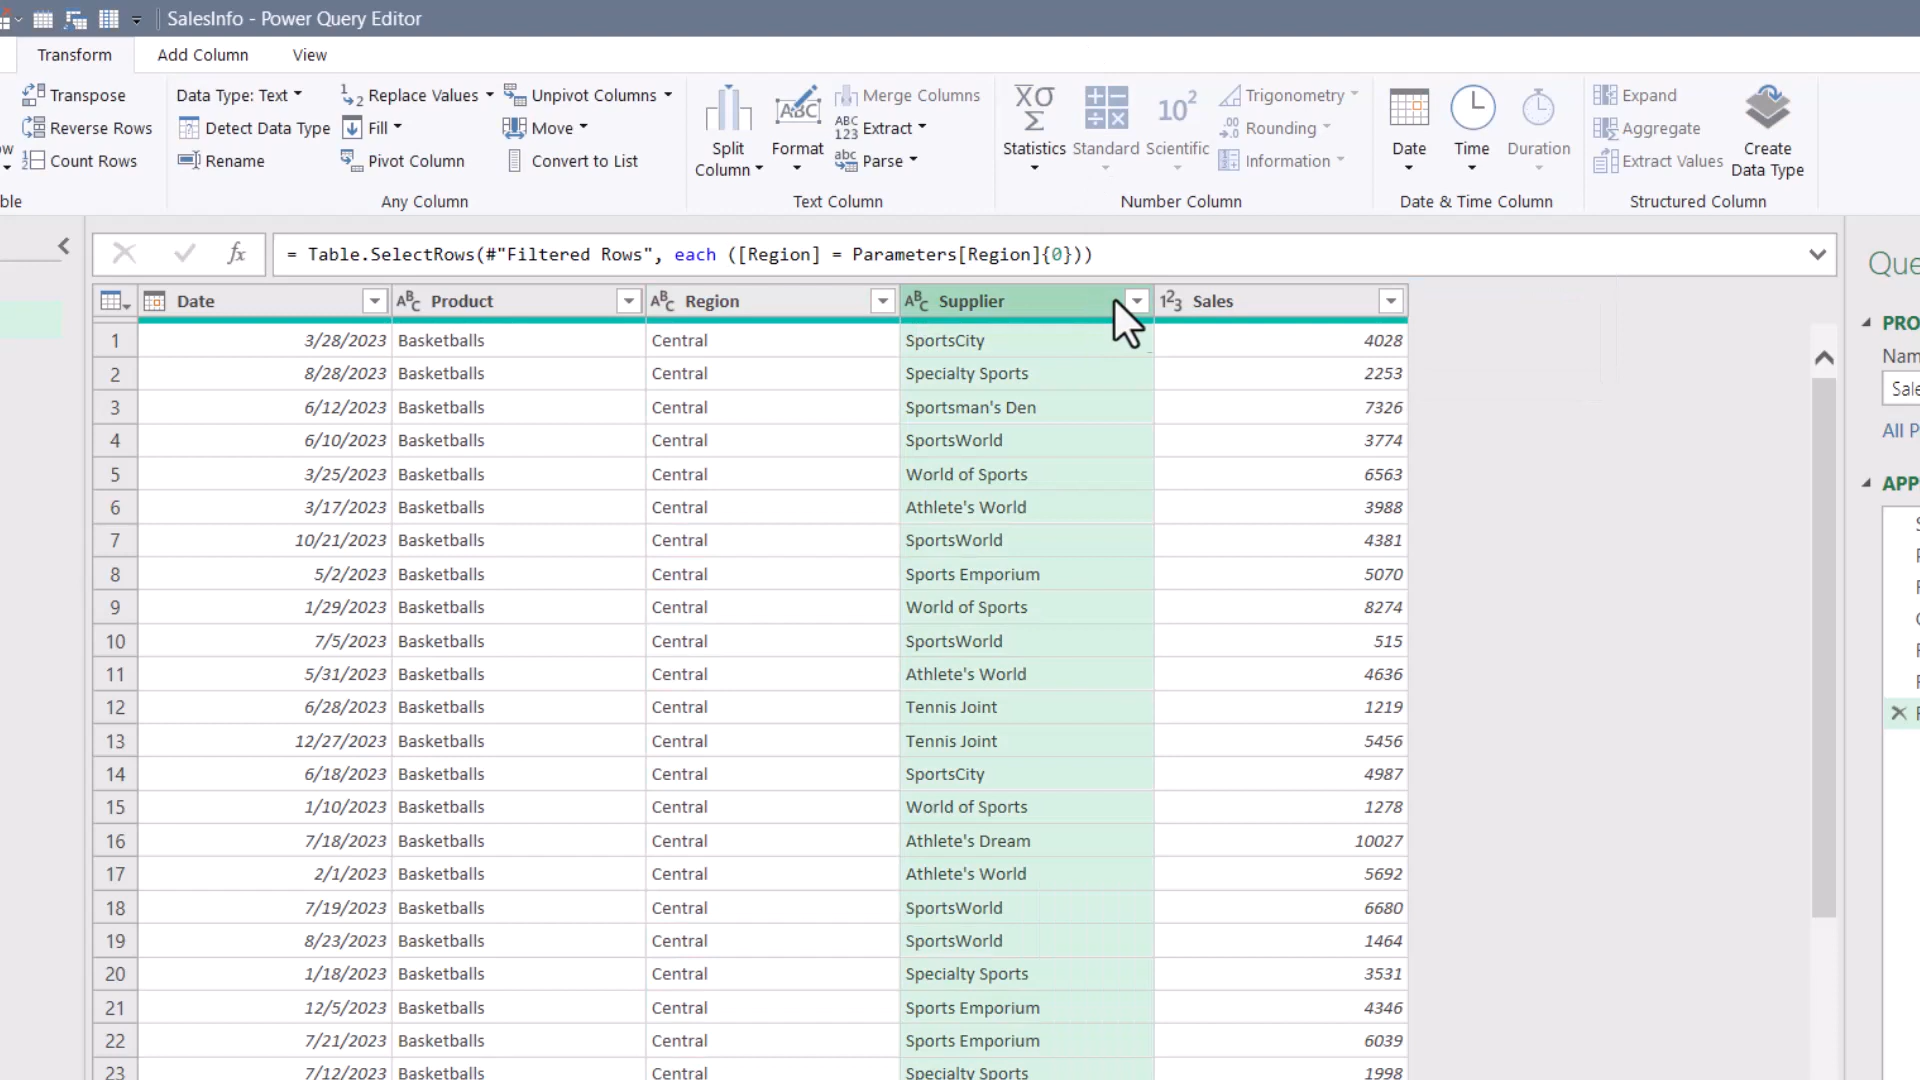 SalesInfo - Power Query Editor
Transform Add Column View
Transpose Data Type: Text Replace Values Unpivot Columns Merge Columns Trigonometry Expand
Reverse Rows Detect Data Type Fill Move Extract Rounding Aggregate
Count Rows Rename Pivot Column Convert to List Split Column Format Parse Statistics Standard Scientific Information Date Time Duration Extract Values Create Data Type
Any Column Text Column Number Column Date & Time Column Structured Column
= Table.SelectRows(#"Filtered Rows", each ([Region] = Parameters[Region]{0}))
Date Product Region Supplier Sales
1 3/28/2023 Basketballs Central SportsCity 4028
2 8/28/2023 Basketballs Central Specialty Sports 2253
3 6/12/2023 Basketballs Central Sportsman's Den 7326
4 6/10/2023 Basketballs Central SportsWorld 3774
5 3/25/2023 Basketballs Central World of Sports 6563
6 3/17/2023 Basketballs Central Athlete's World 3988
7 10/21/2023 Basketballs Central SportsWorld 4381
8 5/2/2023 Basketballs Central Sports Emporium 5070
9 1/29/2023 Basketballs Central World of Sports 8274
10 7/5/2023 Basketballs Central SportsWorld 515
11 5/31/2023 Basketballs Central Athlete's World 4636
12 6/28/2023 Basketballs Central Tennis Joint 1219
13 12/27/2023 Basketballs Central Tennis Joint 5456
14 6/18/2023 Basketballs Central SportsCity 4987
15 1/10/2023 Basketballs Central World of Sports 1278
16 7/18/2023 Basketballs Central Athlete's Dream 10027
17 2/1/2023 Basketballs Central Athlete's World 5692
18 7/19/2023 Basketballs Central SportsWorld 6680
19 8/23/2023 Basketballs Central SportsWorld 1464
20 1/18/2023 Basketballs Central Specialty Sports 3531
21 12/5/2023 Basketballs Central Sports Emporium 4346
22 7/21/2023 Basketballs Central Sports Emporium 6039
23 7/12/2023 Basketballs Central Specialty Sports 1998
Que
PRO
Nam
Sale
All P
APP